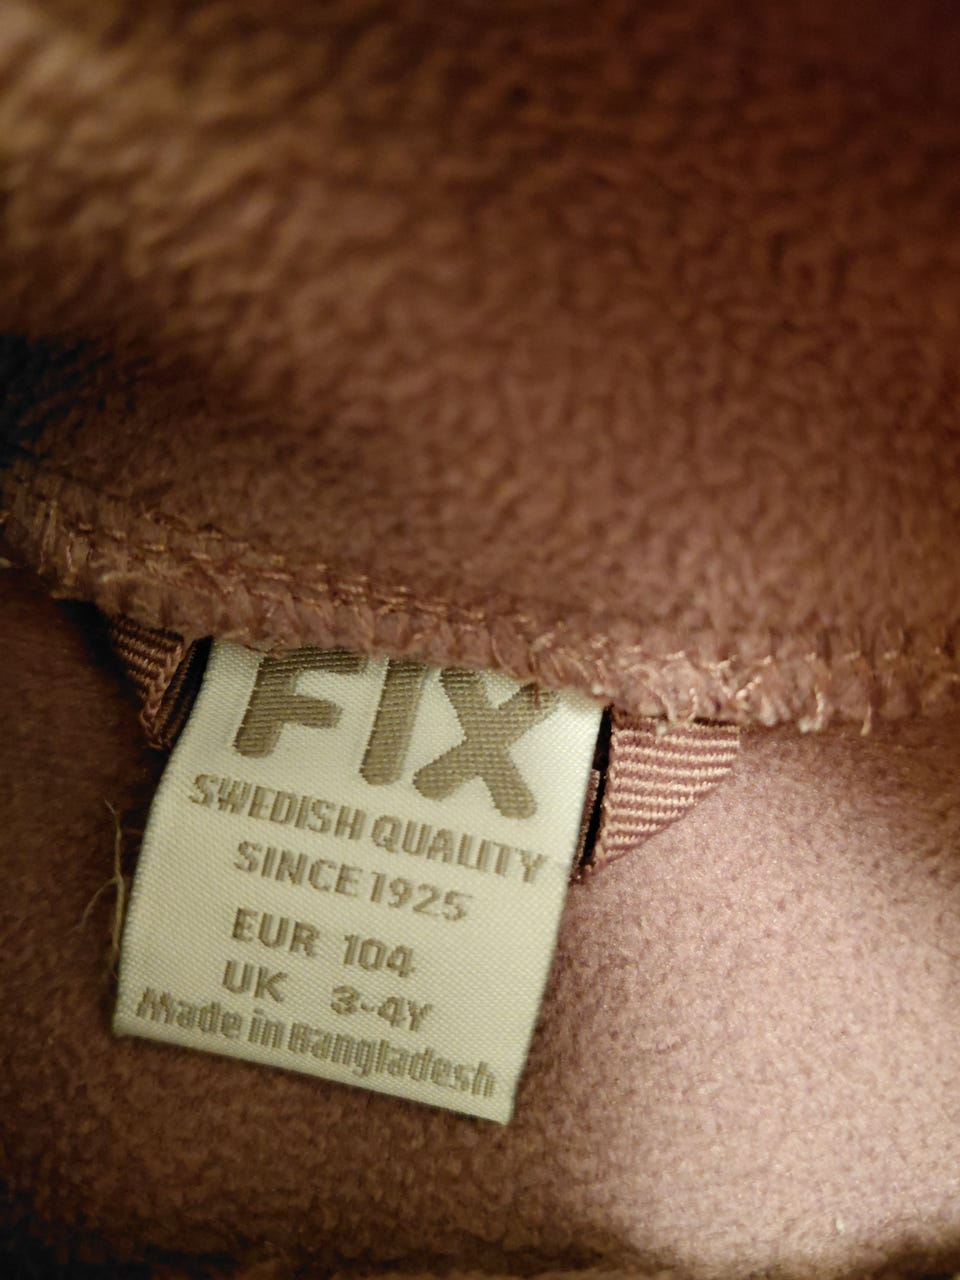 FIX
SWEDISH QUALITY
SINCE 1925
EUR 104
UK 3-4Y
Made in Bangladesh